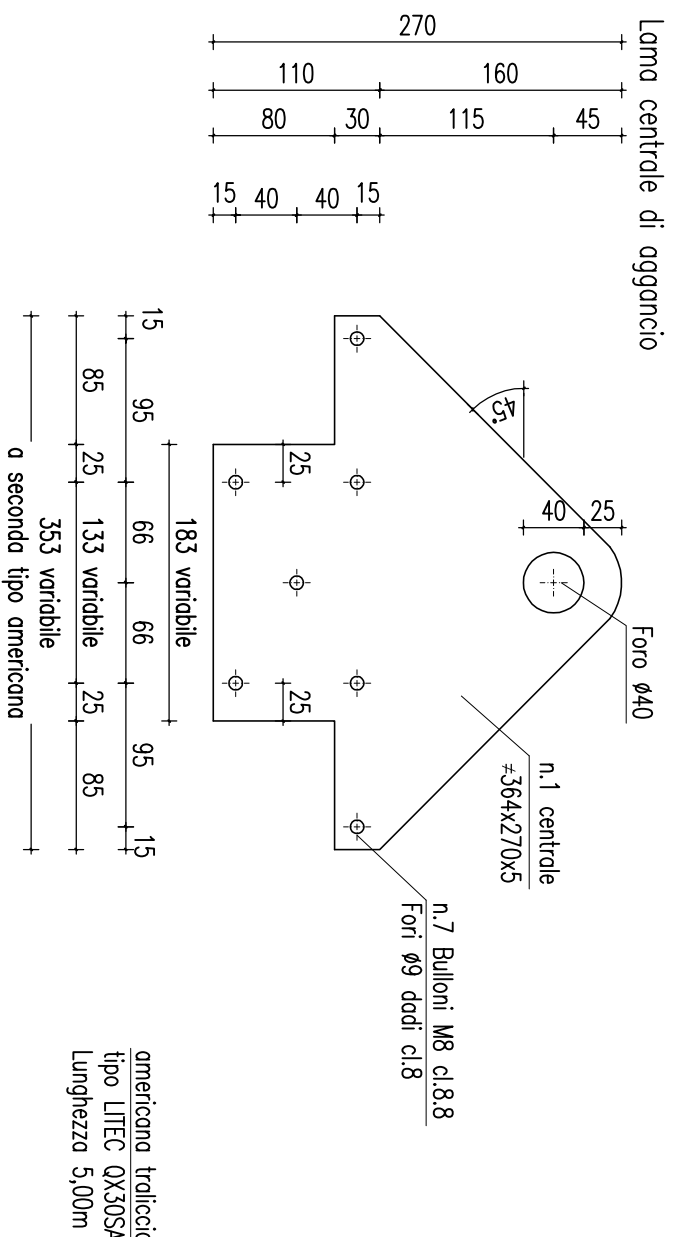 Lama centrale di aggancio
270
110
160
80
30
115
45
15
40
40
15
15
95
66
66
95
15
85
25
133 variabile
25
85
353 variabile
a seconda tipo americana
183 variabile
25
25
45°
40
25
Foro ø40
n.1 centrale
≠364x270x5
n.7 Bulloni M8 cl.8.8
Fori ø9 dadi cl.8
americana traliccio
tipo LITEC QX30SA
Lunghezza 5,00m